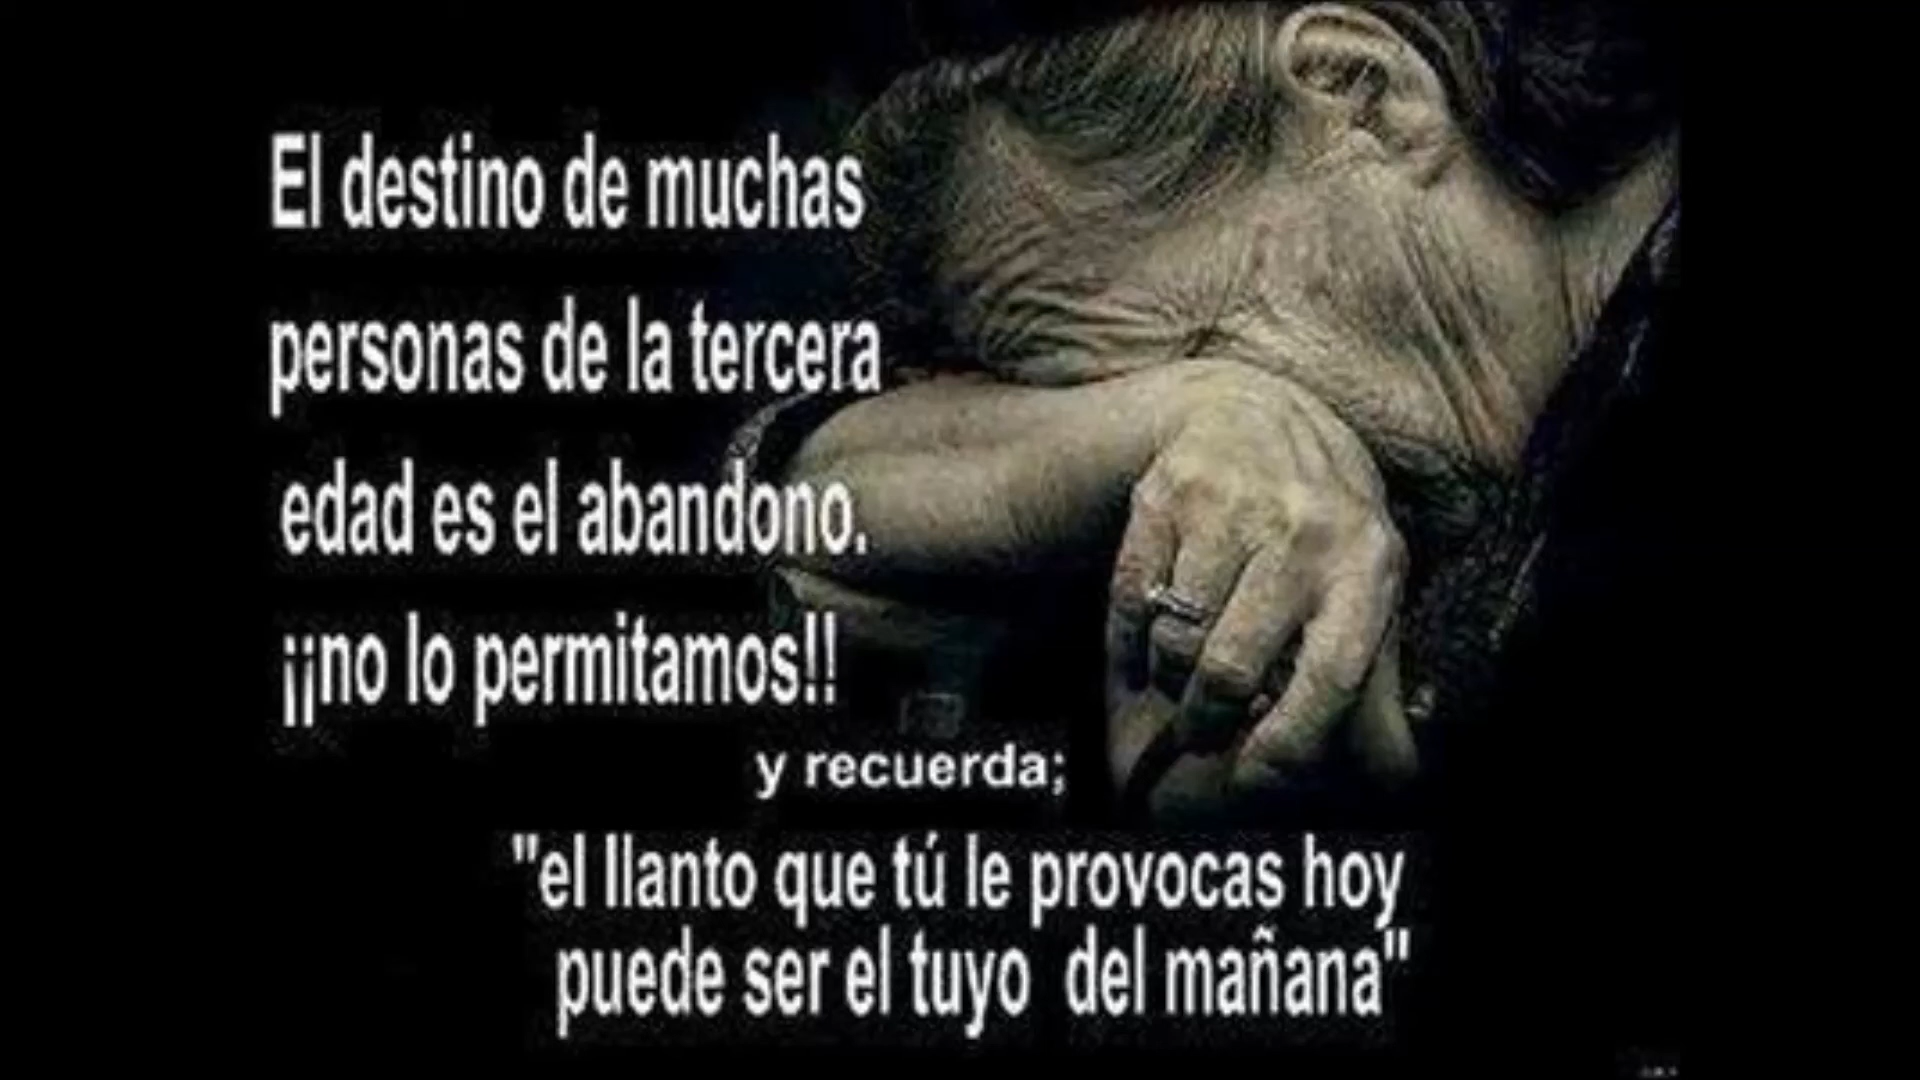 El destino de muchas
personas de la tercera
edad es el abandono.
¡¡no lo permitamos!!
y recuerda;
"el llanto que tú le provocas hoy
puede ser el tuyo del mañana"